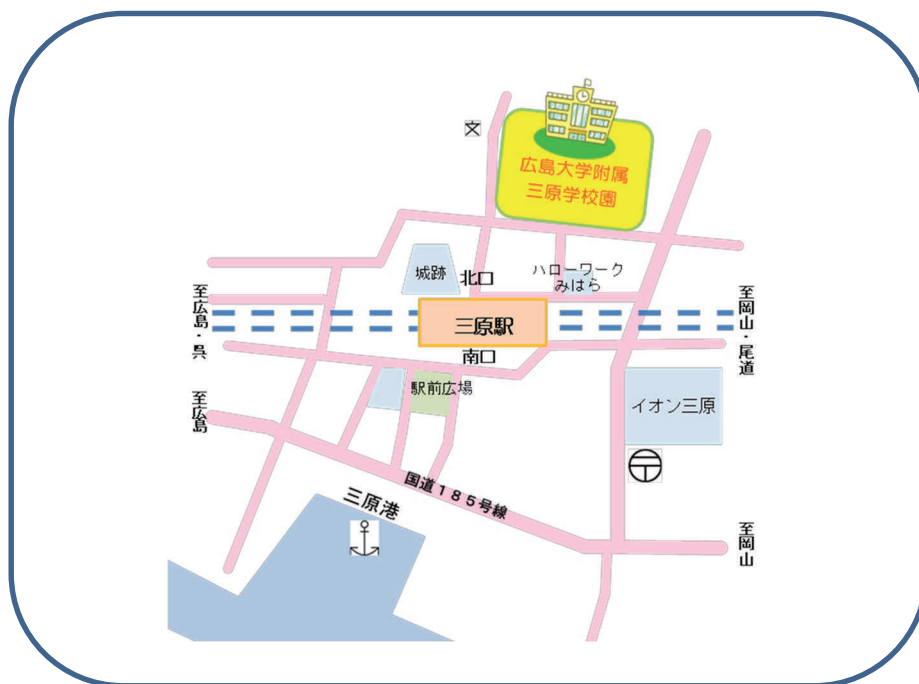 文
広島大学附属
三原学校園
城跡
北口
ハローワーク
みはら
至広島・呉
三原駅
至岡山・尾道
南口
駅前広場
至広島
イオン三原
国道185号線
三原港
至岡山